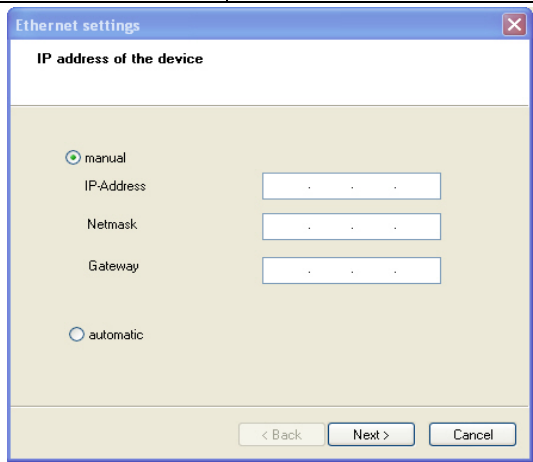 Ethernet settings
IP address of the device
manual
IP-Address . . .
Netmask . . .
Gateway . . .
automatic
< Back Next > Cancel